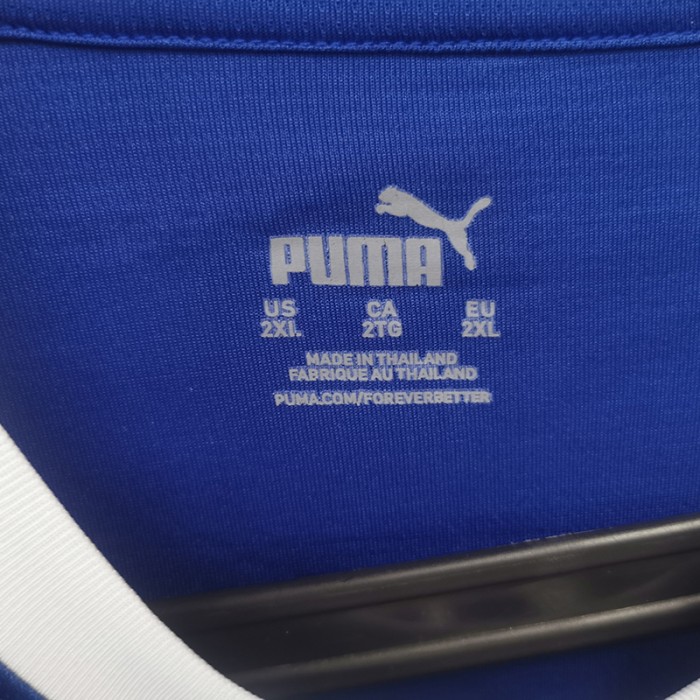 PUMA
US CA EU
2XL 2TG 2XL
MADE IN THAILAND
FABRIQUE AU THAILAND
PUMA.COM/FOREVERBETTER